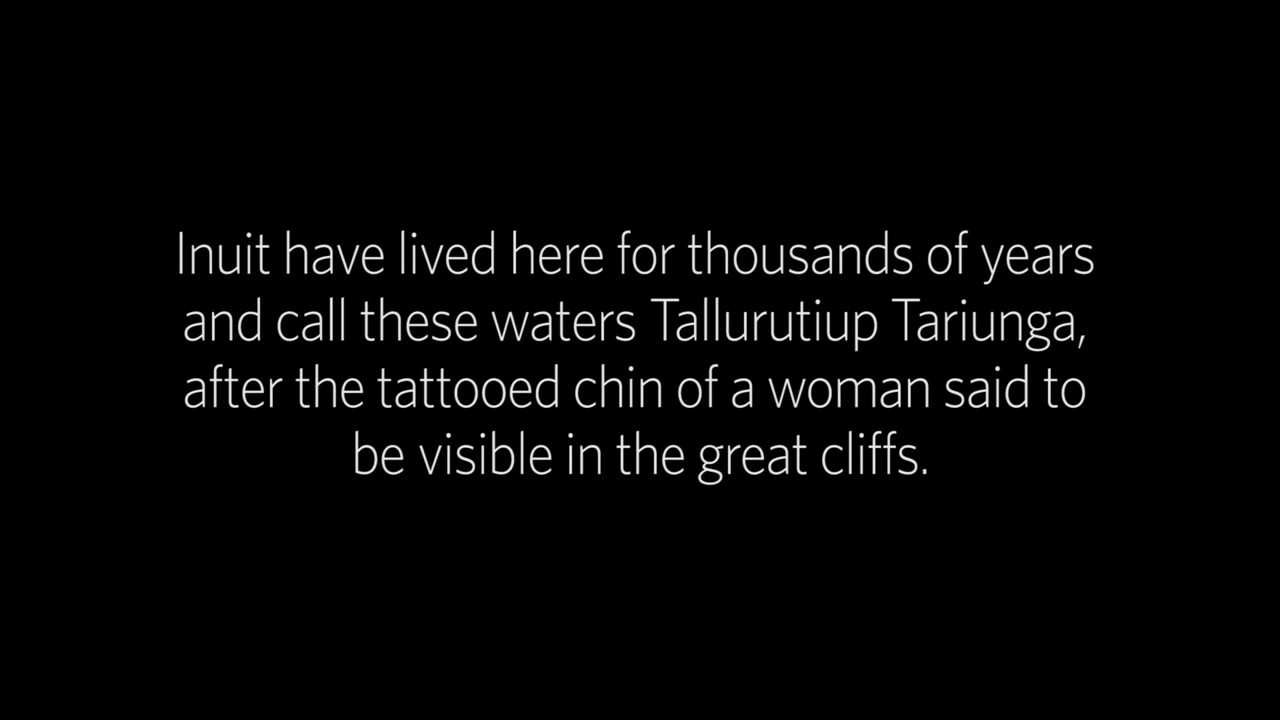 Inuit have lived here for thousands of years
and call these waters Tallurutiup Tariunga,
after the tattooed chin of a woman said to
be visible in the great cliffs.